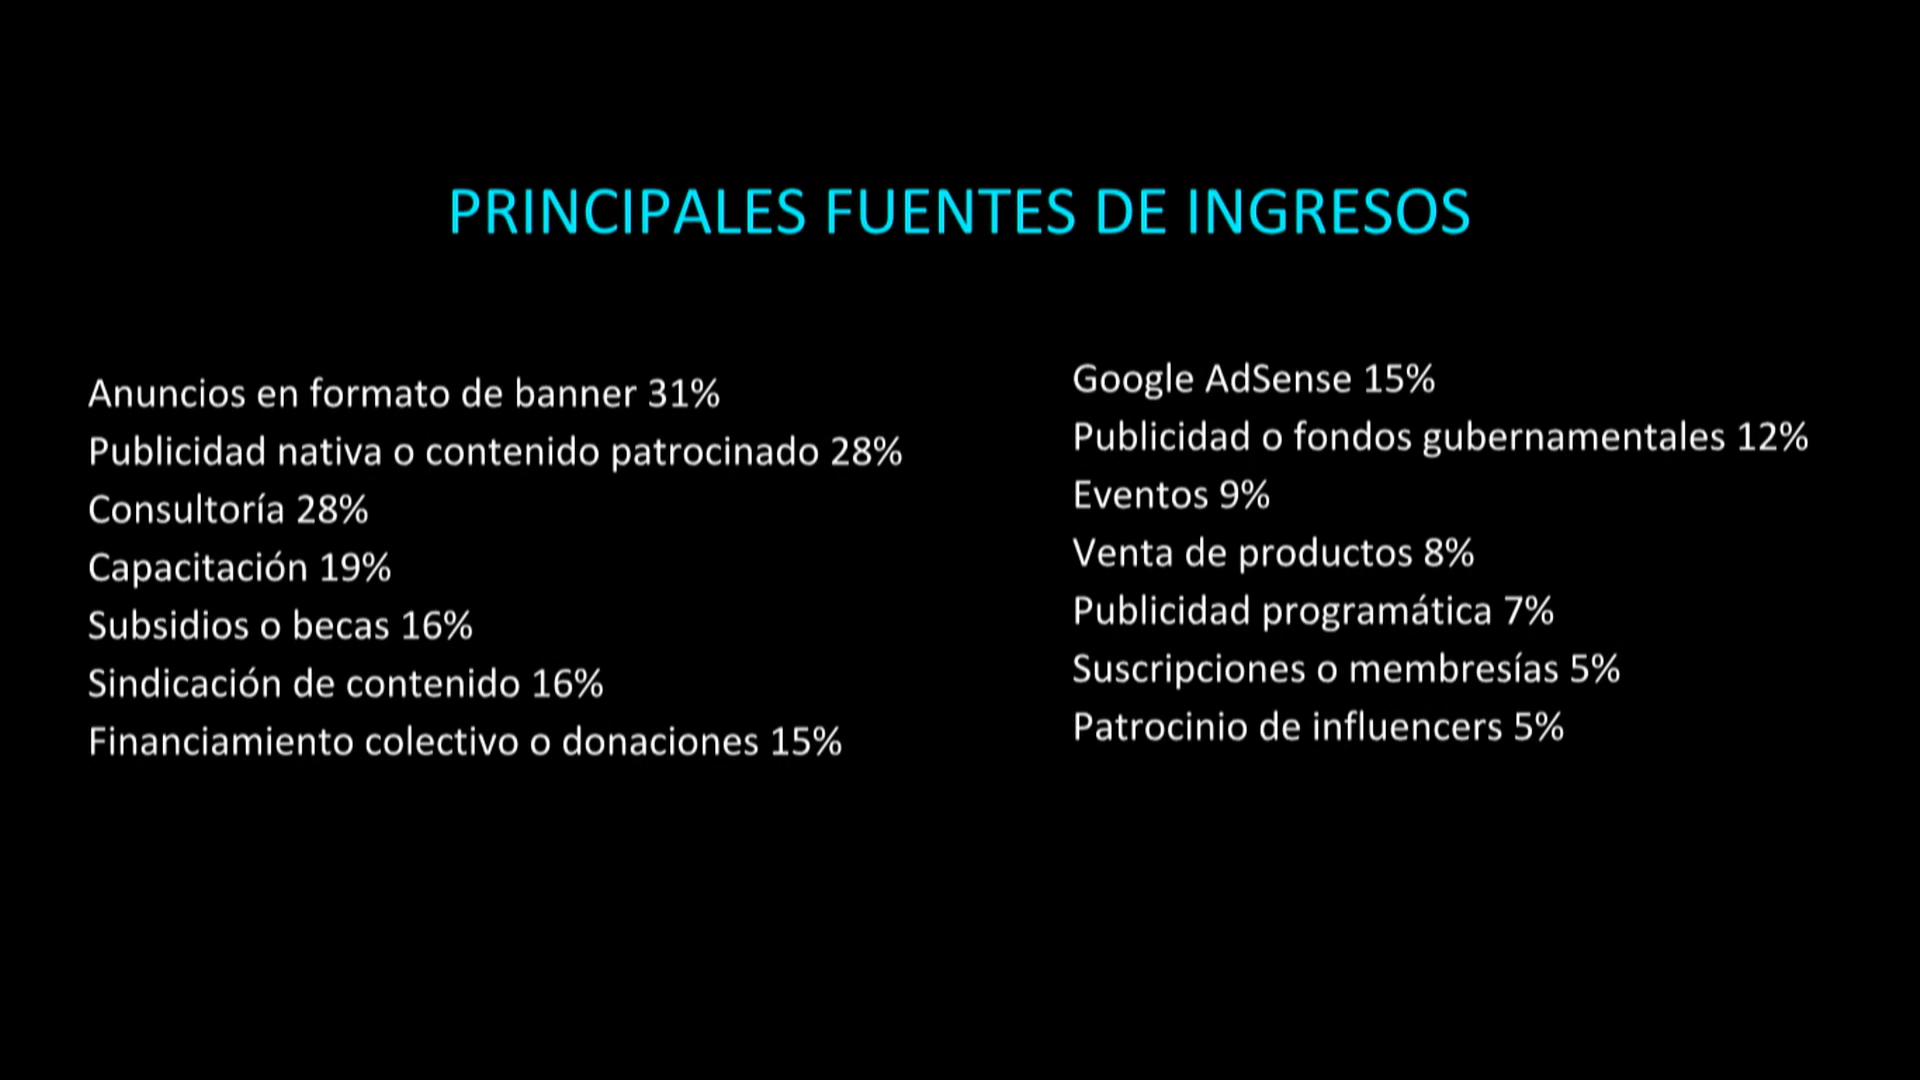 PRINCIPALES FUENTES DE INGRESOS
Anuncios en formato de banner 31%
Publicidad nativa o contenido patrocinado 28%
Consultoría 28%
Capacitación 19%
Subsidios o becas 16%
Sindicación de contenido 16%
Financiamiento colectivo o donaciones 15%
Google AdSense 15%
Publicidad o fondos gubernamentales 12%
Eventos 9%
Venta de productos 8%
Publicidad programática 7%
Suscripciones o membresías 5%
Patrocinio de influencers 5%